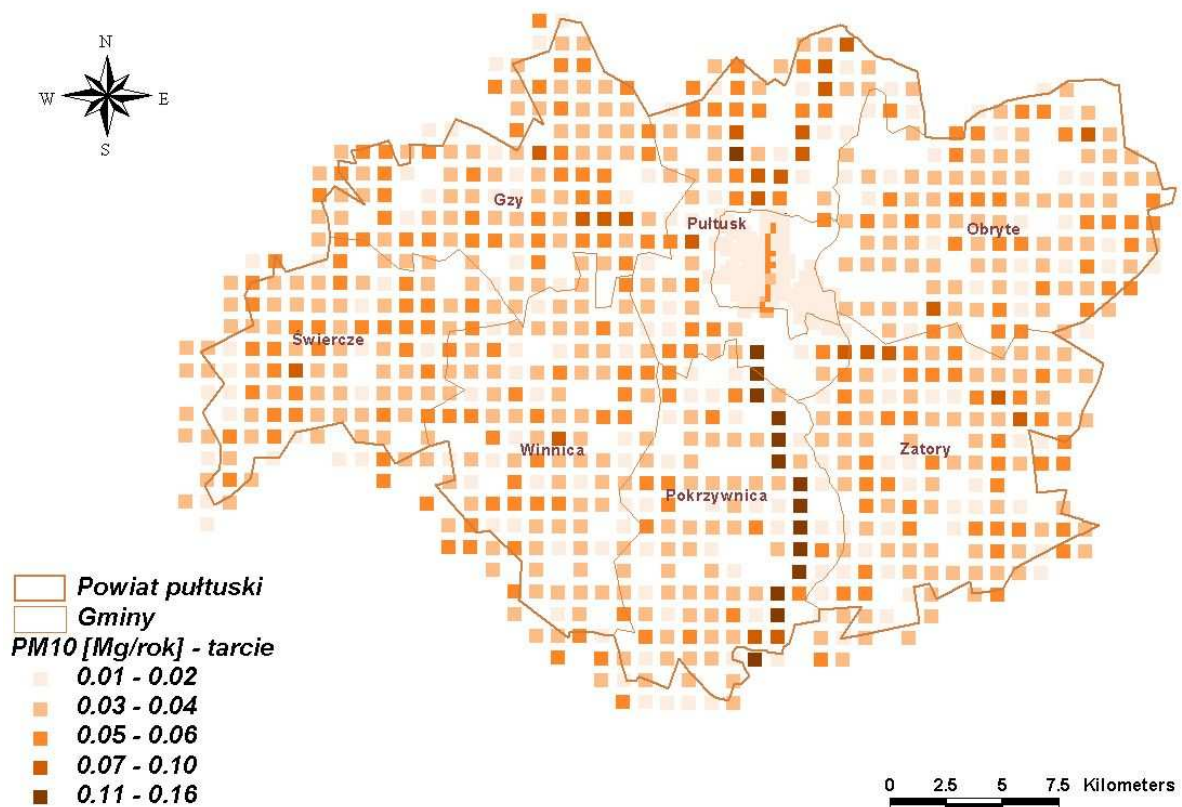 N
W E
S
Gzy
Pułtusk
Obryte
Świercze
Winnica
Zatory
Pokrzywnica
Powiat pułtuski
Gminy
PM10 [Mg/rok] - tarcie
0.01 - 0.02
0.03 - 0.04
0.05 - 0.06
0.07 - 0.10
0.11 - 0.16
0 2.5 5 7.5 Kilometers